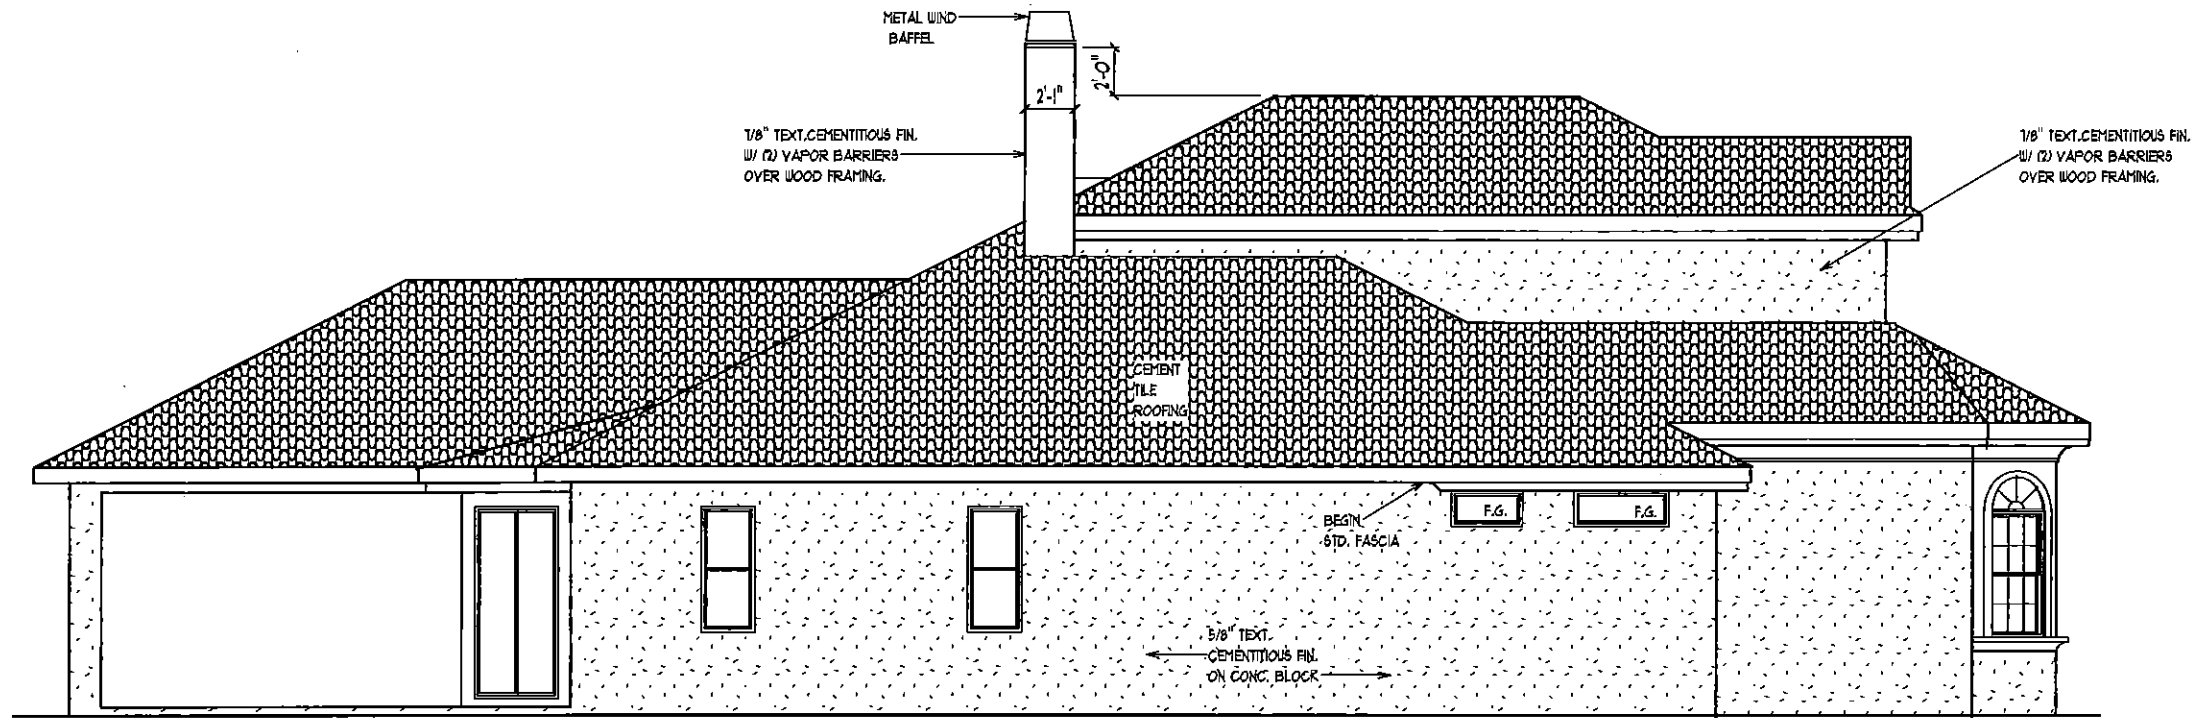 METAL WIND
BAFFEL
2'-0"
2'-1"
7/8" TEXT.CEMENTITIOUS FIN.
W/ (2) VAPOR BARRIERS
OVER WOOD FRAMING.
7/8" TEXT.CEMENTITIOUS FIN.
W/ (2) VAPOR BARRIERS
OVER WOOD FRAMING.
CEMENT
TILE
ROOFING
BEGIN
STD. FASCIA
F.G.
F.G.
5/8" TEXT.
CEMENTITIOUS FIN.
ON CONC. BLOCK